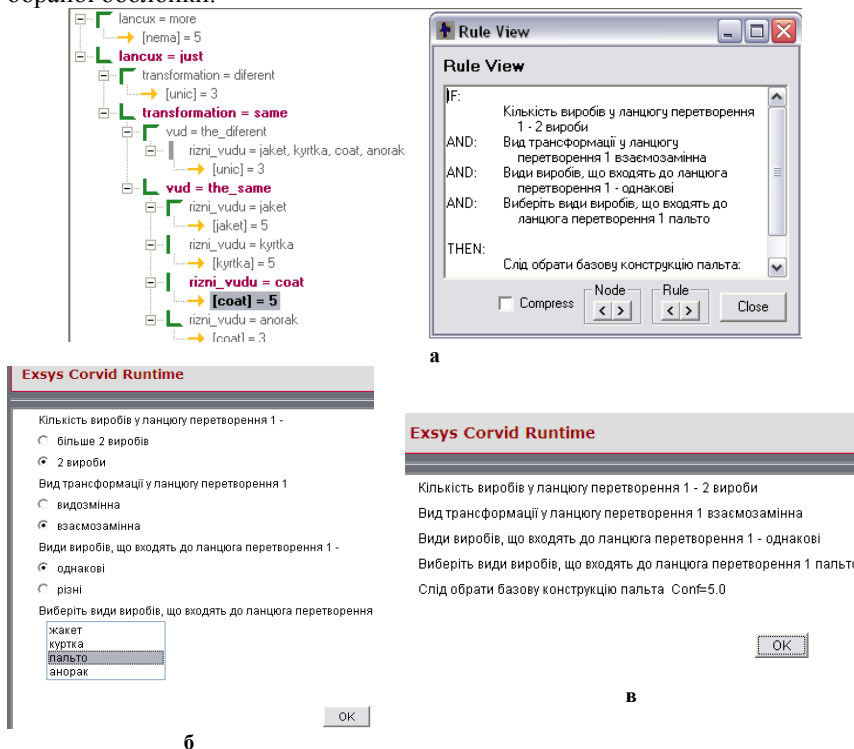 обраної оболонки.
lancux = more
[nema] = 5
lancux = just
transformation = diferent
[unic] = 3
transformation = same
vud = the_diferent
rizni_vudu = jaket, kyrtka, coat, anorak
[unic] = 3
vud = the_same
rizni_vudu = jaket
[jaket] = 5
rizni_vudu = kyrtka
[kyrtka] = 5
rizni_vudu = coat
[coat] = 5
rizni_vudu = anorak
[coat] = 3
Rule View
Rule View
IF:
Кількість виробів у ланцюгу перетворення
1 - 2 вироби
AND: Вид трансформації у ланцюгу
перетворення 1 взаємозамінна
AND: Види виробів, що входять до ланцюга
перетворення 1 - однакові
AND: Виберіть види виробів, що входять до
ланцюга перетворення 1 пальто
THEN:
Слід обрати базову конструкцію пальта:
Compress
Node
< >
Rule
< >
Close
а
Exsys Corvid Runtime
Кількість виробів у ланцюгу перетворення 1 -
більше 2 виробів
2 вироби
Вид трансформації у ланцюгу перетворення 1
видозмінна
взаємозамінна
Види виробів, що входять до ланцюга перетворення 1 -
однакові
різні
Виберіть види виробів, що входять до ланцюга перетворення
жакет
куртка
пальто
анорак
OK
б
Exsys Corvid Runtime
Кількість виробів у ланцюгу перетворення 1 - 2 вироби
Вид трансформації у ланцюгу перетворення 1 взаємозамінна
Види виробів, що входять до ланцюга перетворення 1 - однакові
Виберіть види виробів, що входять до ланцюга перетворення 1 пальто
Слід обрати базову конструкцію пальта Conf=5.0
OK
в